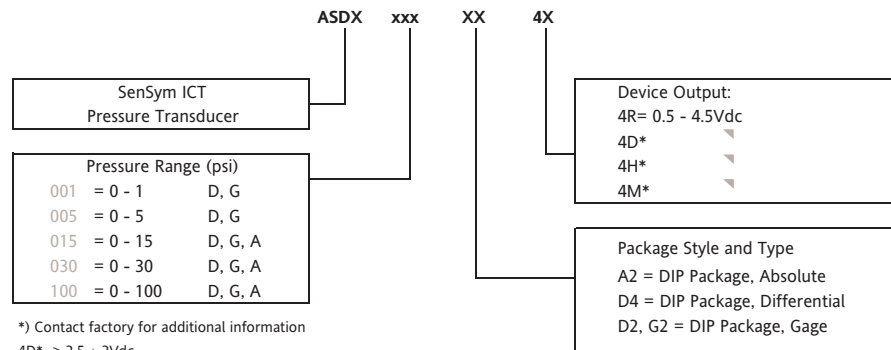 ASDX xxx XX 4X
SenSym ICT
Pressure Transducer
Pressure Range (psi)
001 = 0 - 1 D, G
005 = 0 - 5 D, G
015 = 0 - 15 D, G, A
030 = 0 - 30 D, G, A
100 = 0 - 100 D, G, A
*) Contact factory for additional information
Device Output:
4R= 0.5 - 4.5Vdc
4D*
4H*
4M*
Package Style and Type
A2 = DIP Package, Absolute
D4 = DIP Package, Differential
D2, G2 = DIP Package, Gage